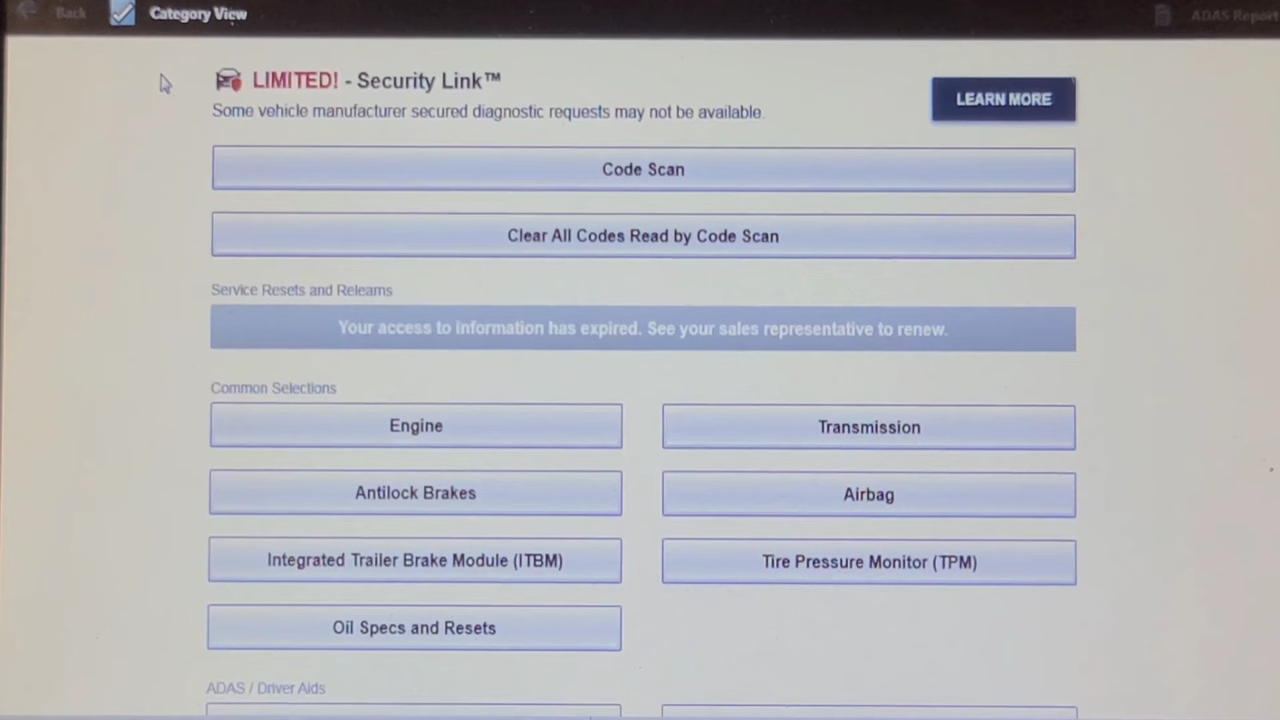 Back
Category View
ADAS Report
LIMITED! - Security Link™
Some vehicle manufacturer secured diagnostic requests may not be available.
LEARN MORE
Code Scan
Clear All Codes Read by Code Scan
Service Resets and Relearns
Your access to information has expired. See your sales representative to renew.
Common Selections
Engine
Transmission
Antilock Brakes
Airbag
Integrated Trailer Brake Module (ITBM)
Tire Pressure Monitor (TPM)
Oil Specs and Resets
ADAS / Driver Aids